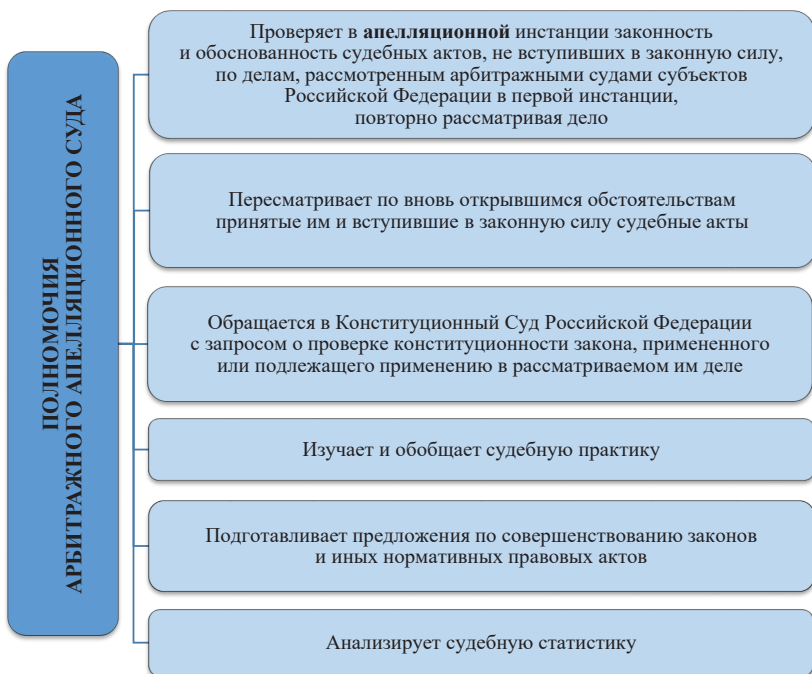 ПОЛНОМОЧИЯ
АРБИТРАЖНОГО АПЕЛЛЯЦИОННОГО СУДА
Проверяет в апелляционной инстанции законность
и обоснованность судебных актов, не вступивших в законную силу,
по делам, рассмотренным арбитражными судами субъектов
Российской Федерации в первой инстанции,
повторно рассматривая дело
Пересматривает по вновь открывшимся обстоятельствам
принятые им и вступившие в законную силу судебные акты
Обращается в Конституционный Суд Российской Федерации
с запросом о проверке конституционности закона, примененного
или подлежащего применению в рассматриваемом им деле
Изучает и обобщает судебную практику
Подготавливает предложения по совершенствованию законов
и иных нормативных правовых актов
Анализирует судебную статистику